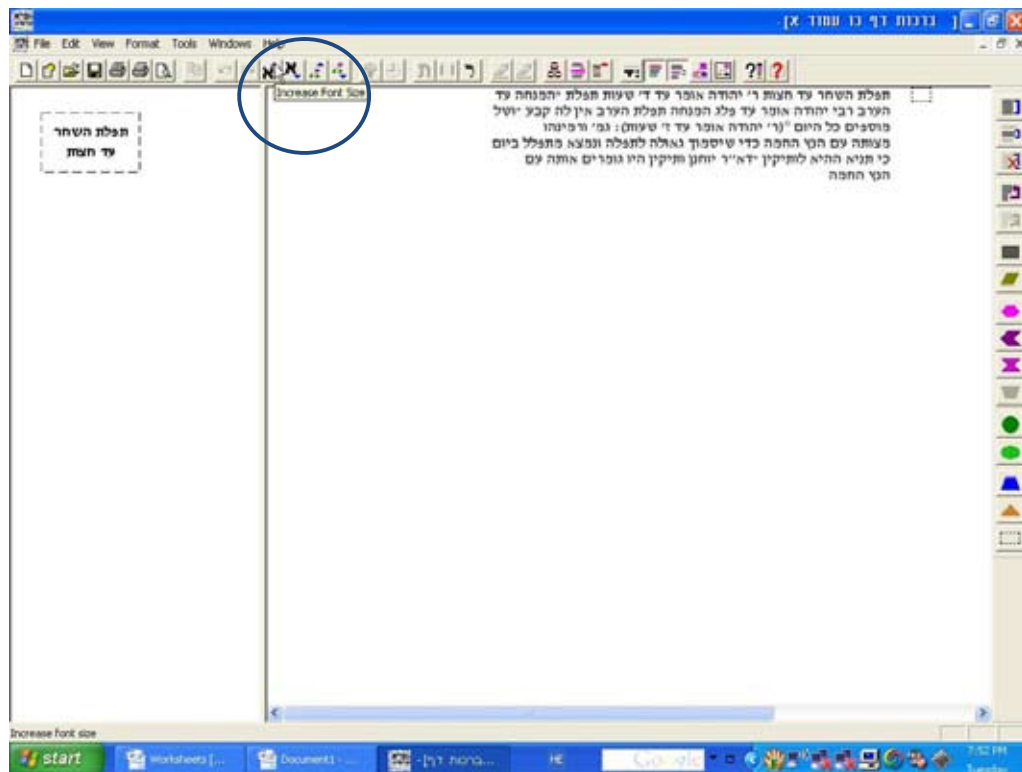 ברכות דף כו עמוד א]
File Edit View Format Tools Windows Help
Increase Font Size
תפלת השחר
עד חצות
תפלת השחר עד חצות ר׳ יהודה אומר עד ד׳ שעות תפלת המנחה עד
הערב רבי יהודה אומר עד פלג המנחה תפלת הערב אין לה קבע ושל
מוספים כל היום (ר׳ יהודה אומר עד ז׳ שעות): גמ׳ ורמינהו
מצותה עם הנץ החמה כדי שיסמוך גאולה לתפלה ונמצא מתפלל ביום
כי תניא ההיא לותיקין דא״ר יוחנן ותיקין היו גומרים אותה עם
הנץ החמה
Increase font size
start
Worksheets [...
Document1 - ...
ברכות דף] - ...
HE
Google
7:52 PM
Tuesday